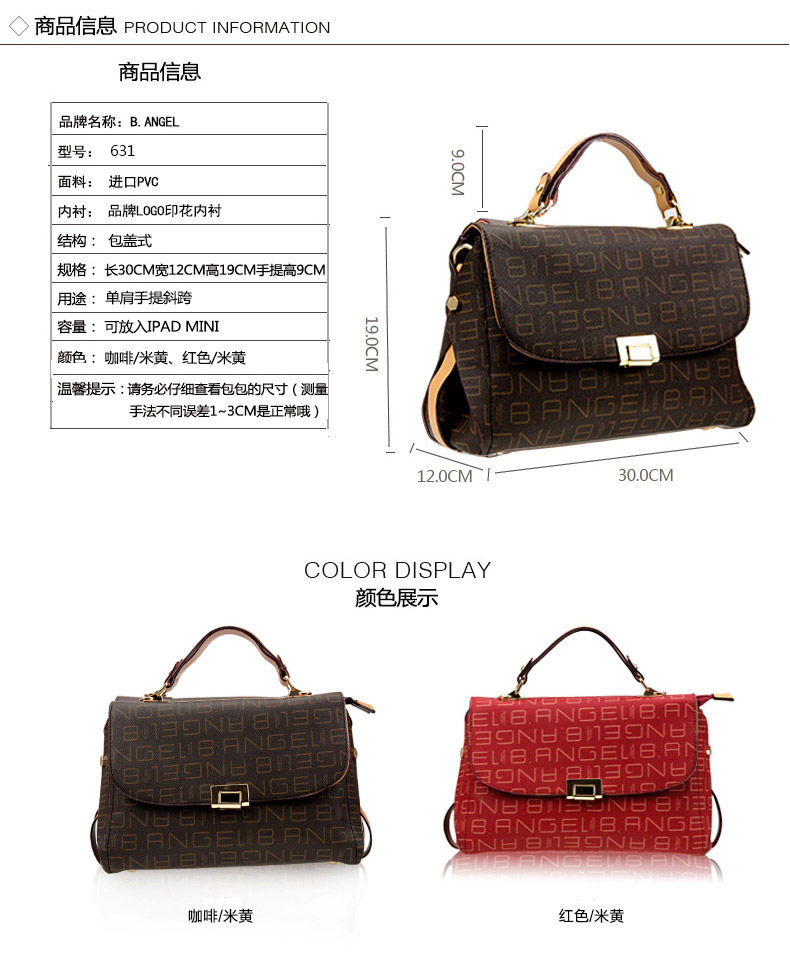 商品信息 PRODUCT INFORMATION
商品信息
品牌名称：B.ANGEL
型号： 631
面料： 进口PVC
内衬： 品牌LOGO印花内衬
结构： 包盖式
规格： 长30CM宽12CM高19CM手提高9CM
用途： 单肩手提斜跨
容量： 可放入IPAD MINI
颜色： 咖啡/米黄、红色/米黄
温馨提示：请务必仔细查看包包的尺寸（测量
手法不同误差1~3CM是正常哦）
9.0CM
19.0CM
12.0CM
30.0CM
COLOR DISPLAY
颜色展示
咖啡/米黄
红色/米黄